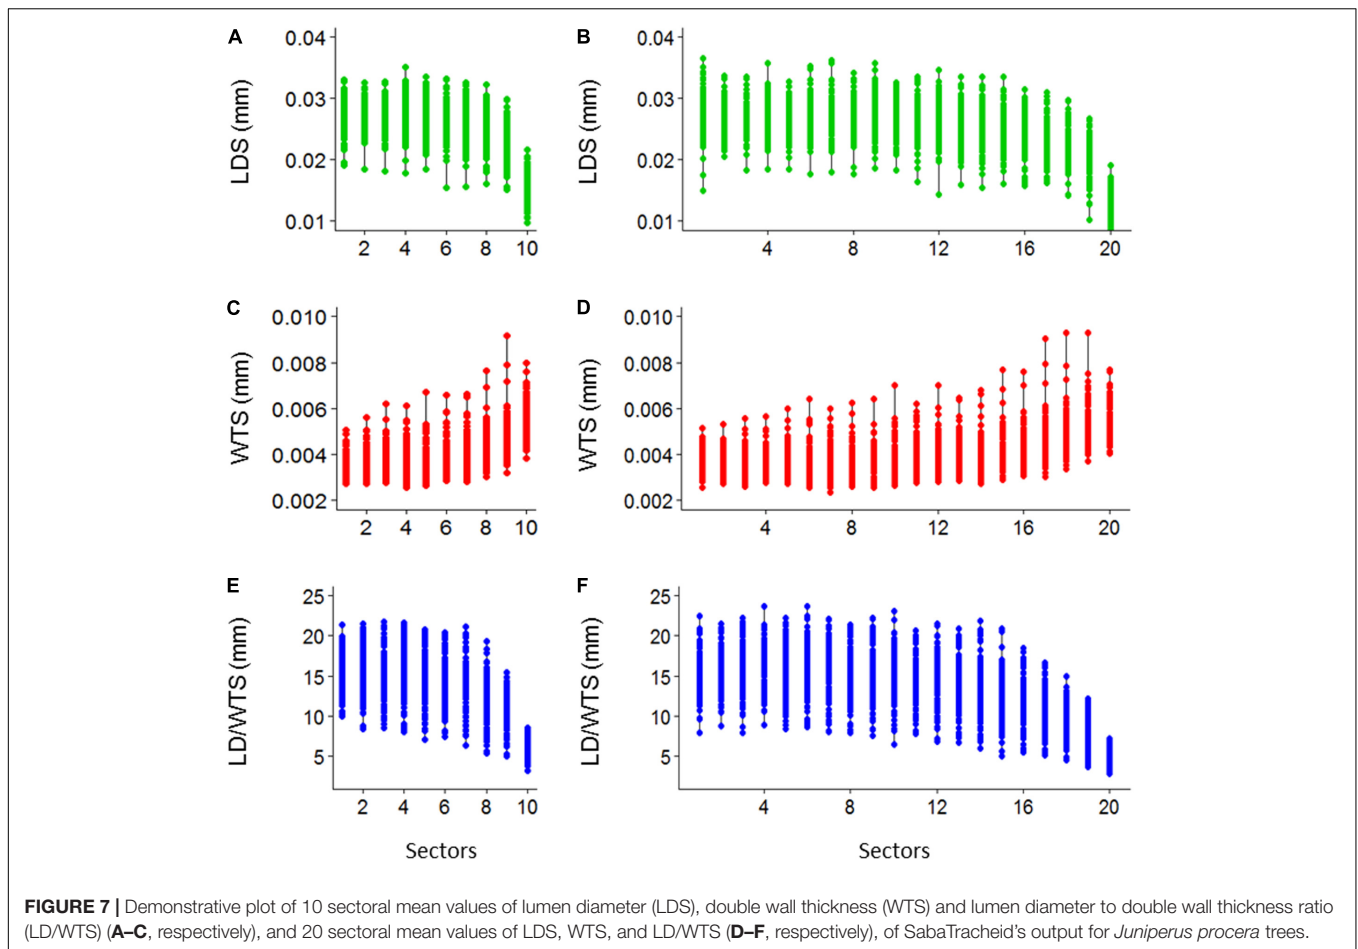 A
B
0.04
0.03
0.02
0.01
LDS (mm)
2 4 6 8 10
0.04
0.03
0.02
0.01
LDS (mm)
4 8 12 16 20
C
D
0.010
0.008
0.006
0.004
0.002
WTS (mm)
2 4 6 8 10
0.010
0.008
0.006
0.004
0.002
WTS (mm)
4 8 12 16 20
E
F
25
20
15
10
5
LD/WTS (mm)
2 4 6 8 10
25
20
15
10
5
LD/WTS (mm)
4 8 12 16 20
Sectors
Sectors
FIGURE 7 | Demonstrative plot of 10 sectoral mean values of lumen diameter (LDS), double wall thickness (WTS) and lumen diameter to double wall thickness ratio
(LD/WTS) (A–C, respectively), and 20 sectoral mean values of LDS, WTS, and LD/WTS (D–F, respectively), of SabaTracheid's output for Juniperus procera trees.